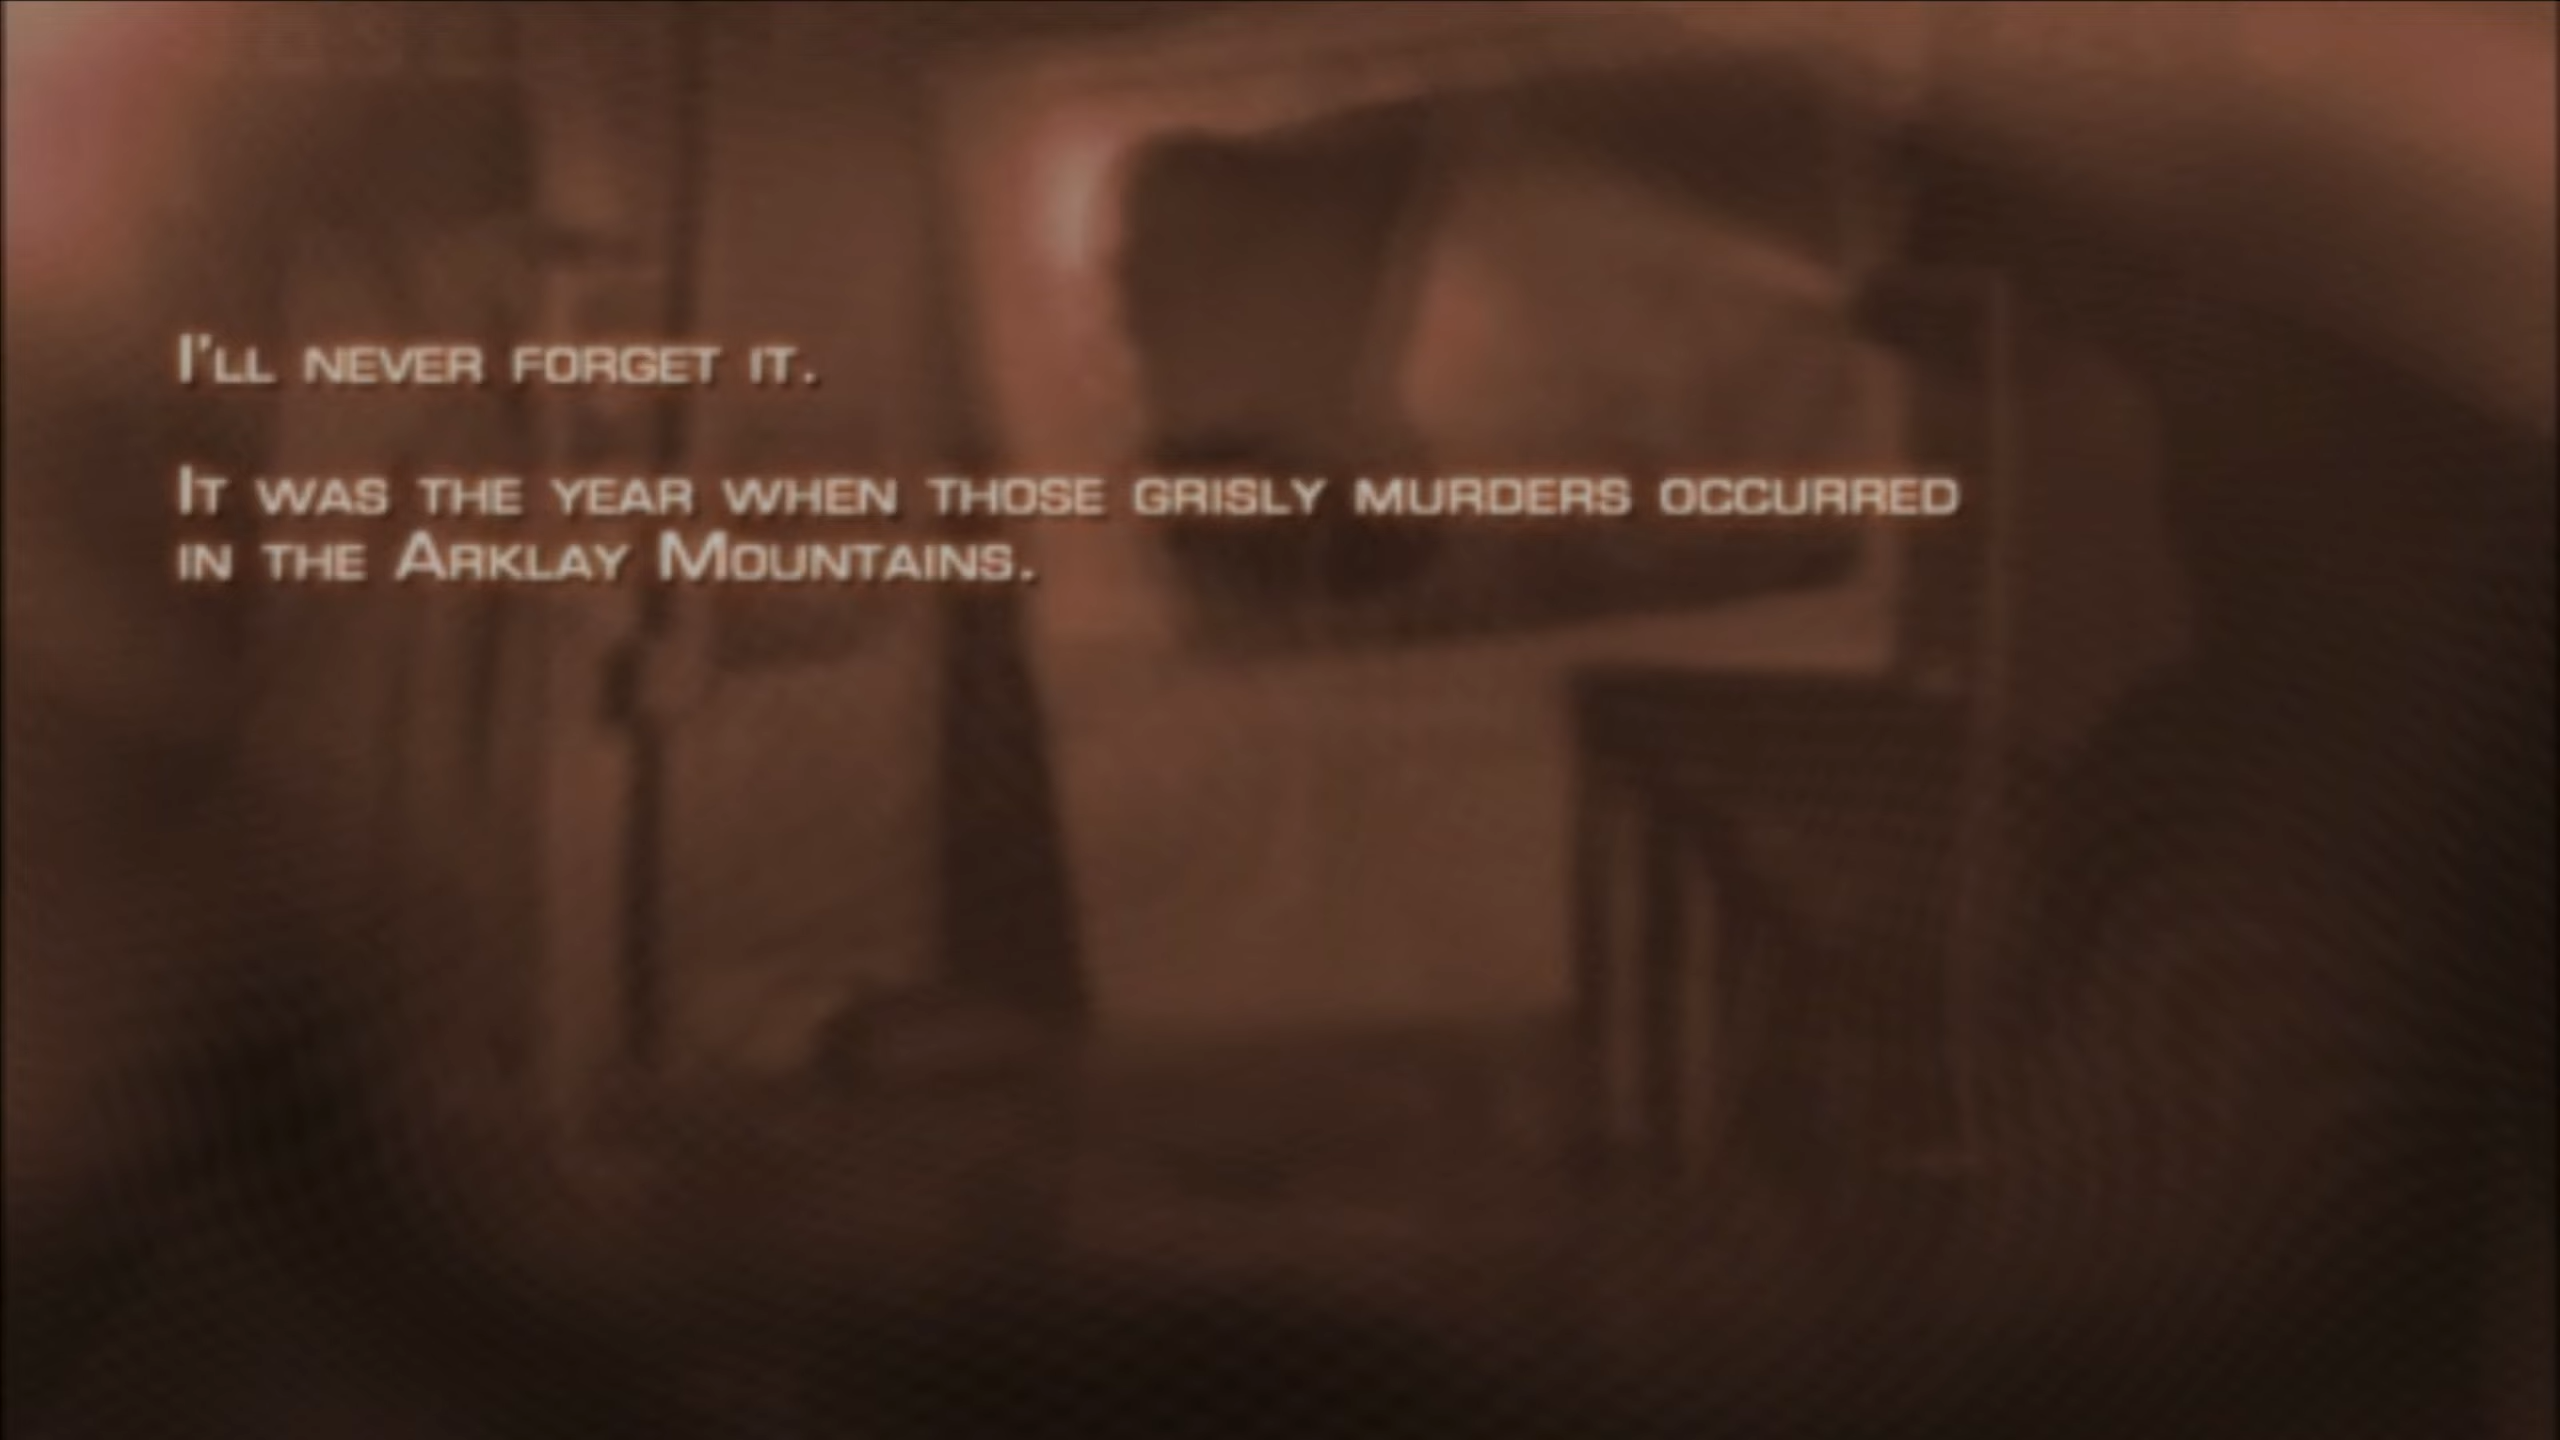 I'll never forget it.
It was the year when those grisly murders occurred
in the Arklay Mountains.